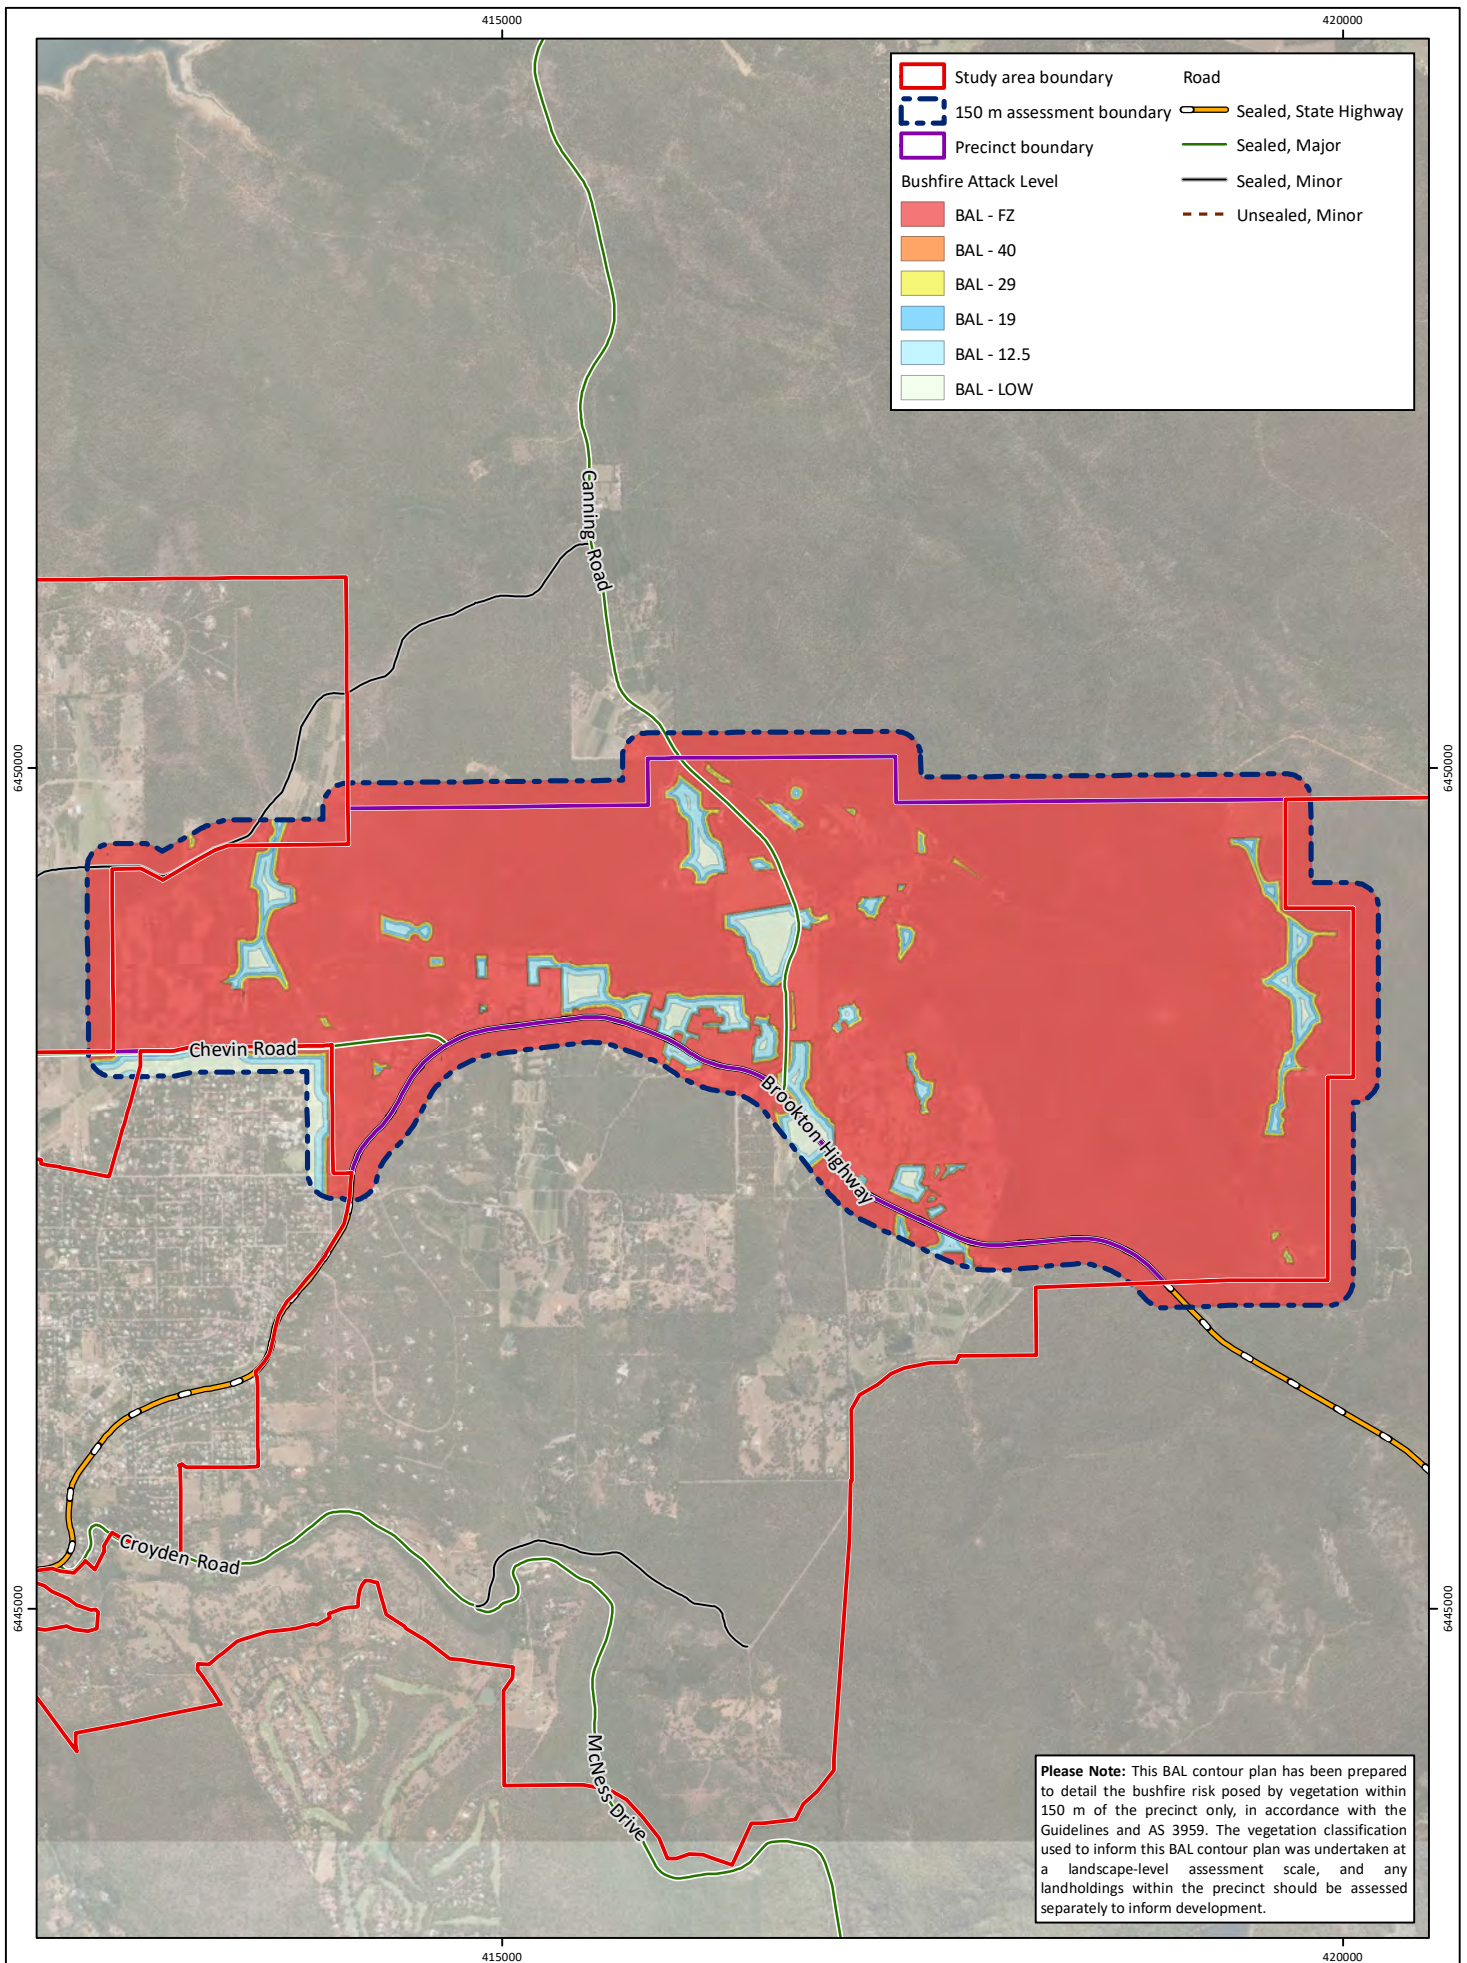 415000
420000
Study area boundary
150 m assessment boundary
Precinct boundary
Bushfire Attack Level
BAL - FZ
BAL - 40
BAL - 29
BAL - 19
BAL - 12.5
BAL - LOW
Road
Sealed, State Highway
Sealed, Major
Sealed, Minor
Unsealed, Minor
Canning Road
6450000
6450000
Chevin Road
Brookton Highway
Croyden Road
6445000
6445000
McNess Drive
Please Note: This BAL contour plan has been prepared
to detail the bushfire risk posed by vegetation within
150 m of the precinct only, in accordance with the
Guidelines and AS 3959. The vegetation classification
used to inform this BAL contour plan was undertaken at
a landscape-level assessment scale, and any
landholdings within the precinct should be assessed
separately to inform development.
415000
420000